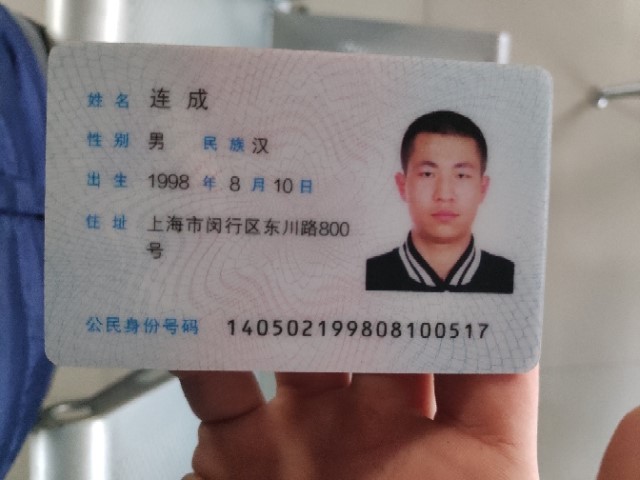 姓名 连成
性别 男 民族 汉
出生 1998 年 8 月 10 日
住址 上海市闵行区东川路800
号
公民身份号码 140502199808100517